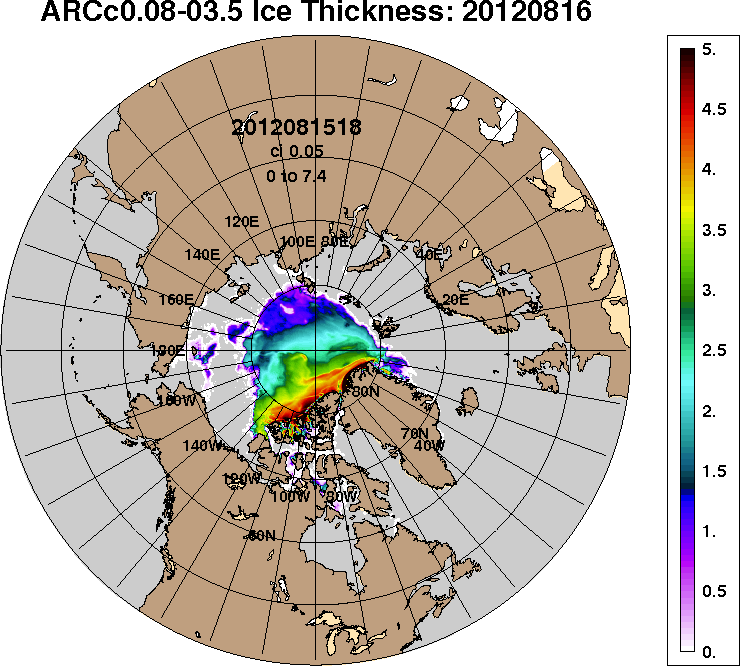 ARCc0.08-03.5 Ice Thickness: 20120816
2012081518
ci 0.05
0 to 7.4
120E
100E
80E
140E
40E
160E
20E
180E
160W
80N
140W
70N
40W
120W
100W
80W
60N
5.
4.5
4.
3.5
3.
2.5
2.
1.5
1.
0.5
0.